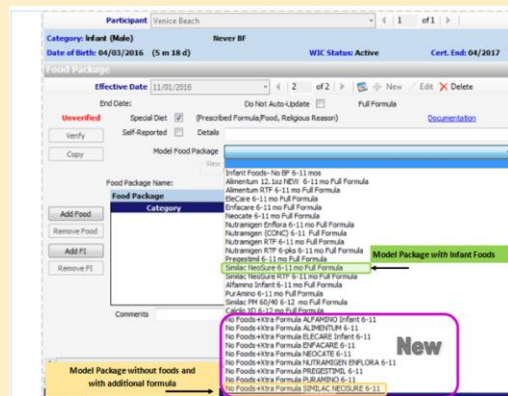 Participant Venice Beach 1 of 1
Category: Infant (Male) Never BF
Date of Birth: 04/03/2016 (5 m 18 d) WIC Status: Active Cert. End: 04/2017
Food Package
Effective Date 11/01/2016 2 of 2 New Edit Delete
End Date: Do Not Auto-Update Full Formula
Unverified Special Diet (Prescribed Formula/Food, Religious Reason) Documentation
Verify Self-Reported Details
Copy Model Food Package
View
Infant Foods- No BF 6-11 mos
Alimentum 12.1oz NEW 6-11 mo Full Formula
Alimentum RTF 6-11 mo Full Formula
EleCare 6-11 mo Full Formula
Enfacare 6-11 mo Full Formula
Neocate 6-11 mo Full Formula
Nutramigen Enflora 6-11 mo Full Formula
Nutramigen (CONC) 6-11 Full Formula
Nutramigen RTF 6-11 mo Full Formula
Nutramigen RTF 6-pks 6-11 mo Full Formula
Pregestimil 6-11 mo Full Formula
Similac NeoSure 6-11 mo Full Formula
Similac NeoSure RTF 6-11 mo Full Formula
Alfamino Infant 6-11 mo Full Formula
PurAmino 6-11 mo Full Formula
Similac PM 60/40 6-12 mo Full Formula
Calcilo XD 6-12 mo Full Formula
No Foods+Xtra Formula ALFAMINO Infant 6-11
No Foods+Xtra Formula ALIMENTUM 6-11
No Foods+Xtra Formula ELECARE Infant 6-11
No Foods+Xtra Formula ENFACARE 6-11
No Foods+Xtra Formula NEOCATE 6-11
No Foods+Xtra Formula NUTRAMIGEN ENFLORA 6-11
No Foods+Xtra Formula PREGESTIMIL 6-11
No Foods+Xtra Formula PURAMINO 6-11
No Foods+Xtra Formula SIMILAC NEOSURE 6-11
Food Package Name:
Food Package
Category
Add Food
Remove Food
Add FI
Remove FI
Comments
Model Package with Infant Foods
New
Model Package without foods and
with additional formula